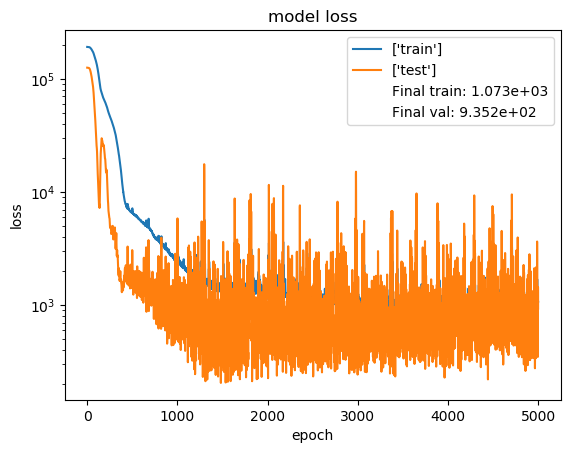 model loss
['train']
['test']
Final train: 1.073e+03
Final val: 9.352e+02
loss
10^5
10^4
10^3
0 1000 2000 3000 4000 5000
epoch